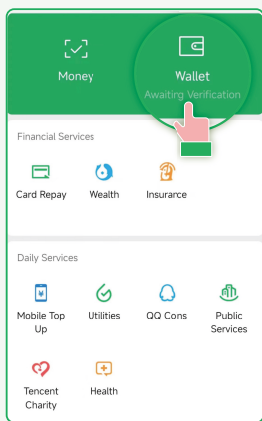 Money
Wallet
Awaiting Verification
Financial Services
Card Repay
Wealth
Insurance
Daily Services
Mobile Top
Up
Utilities
QQ Cons
Public
Services
Tencent
Charity
Health